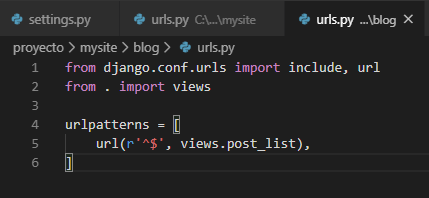 settings.py urls.py C:\...\mysite urls.py ...\blog ×
proyecto > mysite > blog > urls.py
1 from django.conf.urls import include, url
2 from . import views
3
4 urlpatterns = [
5 url(r'^$', views.post_list),
6 ]